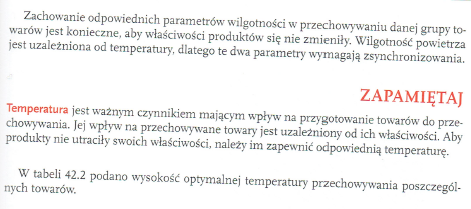 Zachowanie odpowiednich parametrów wilgotności w przechowywaniu danej grupy to-
warów jest konieczne, aby właściwości produktów się nie zmieniły. Wilgotność powietrza
jest uzależniona od temperatury, dlatego te dwa parametry wymagają zsynchronizowania.
ZAPAMIĘTAJ
Temperatura jest ważnym czynnikiem mającym wpływ na przygotowanie towarów do prze-
chowywania. Jej wpływ na przechowywane towary jest uzależniony od ich właściwości. Aby
produkty nie utraciły swoich właściwości, należy im zapewnić odpowiednią temperaturę.
W tabeli 42.2 podano wysokość optymalnej temperatury przechowywania poszczegól-
nych towarów.